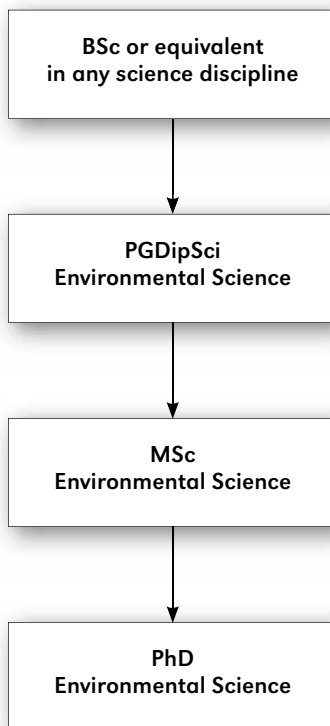 BSc or equivalent
in any science discipline
PGDipSci
Environmental Science
MSc
Environmental Science
PhD
Environmental Science